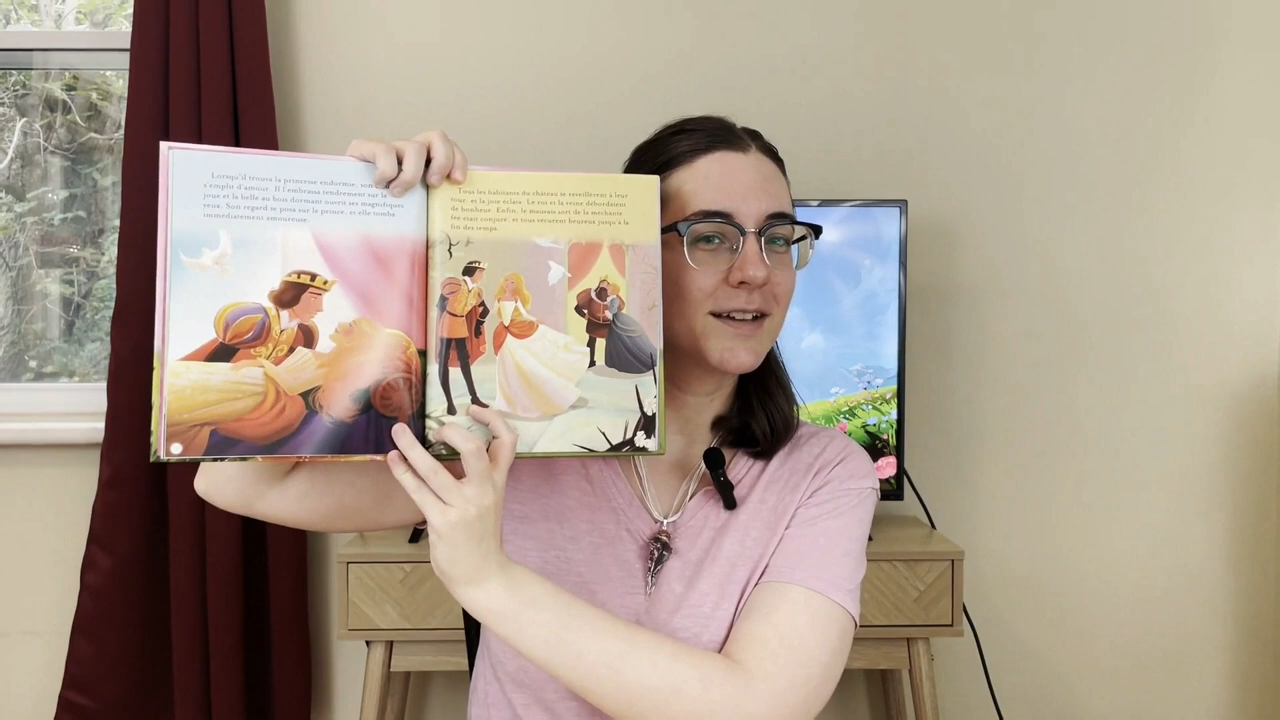 Lorsqu'il trouva la princesse endormie, son
s'emplit d'amour. Il l'embrassa tendrement sur la
joue et la belle au bois dormant ouvrit ses magnifiques
yeux. Son regard se posa sur le prince, et elle tomba
immédiatement amoureuse.
Tous les habitants du château se réveillèrent à leur
tour, et la joie éclata. Le roi et la reine débordaient
de bonheur. Enfin, le mauvais sort de la méchante
fée était conjuré, et tous vécurent heureux jusqu'à la
fin des temps.